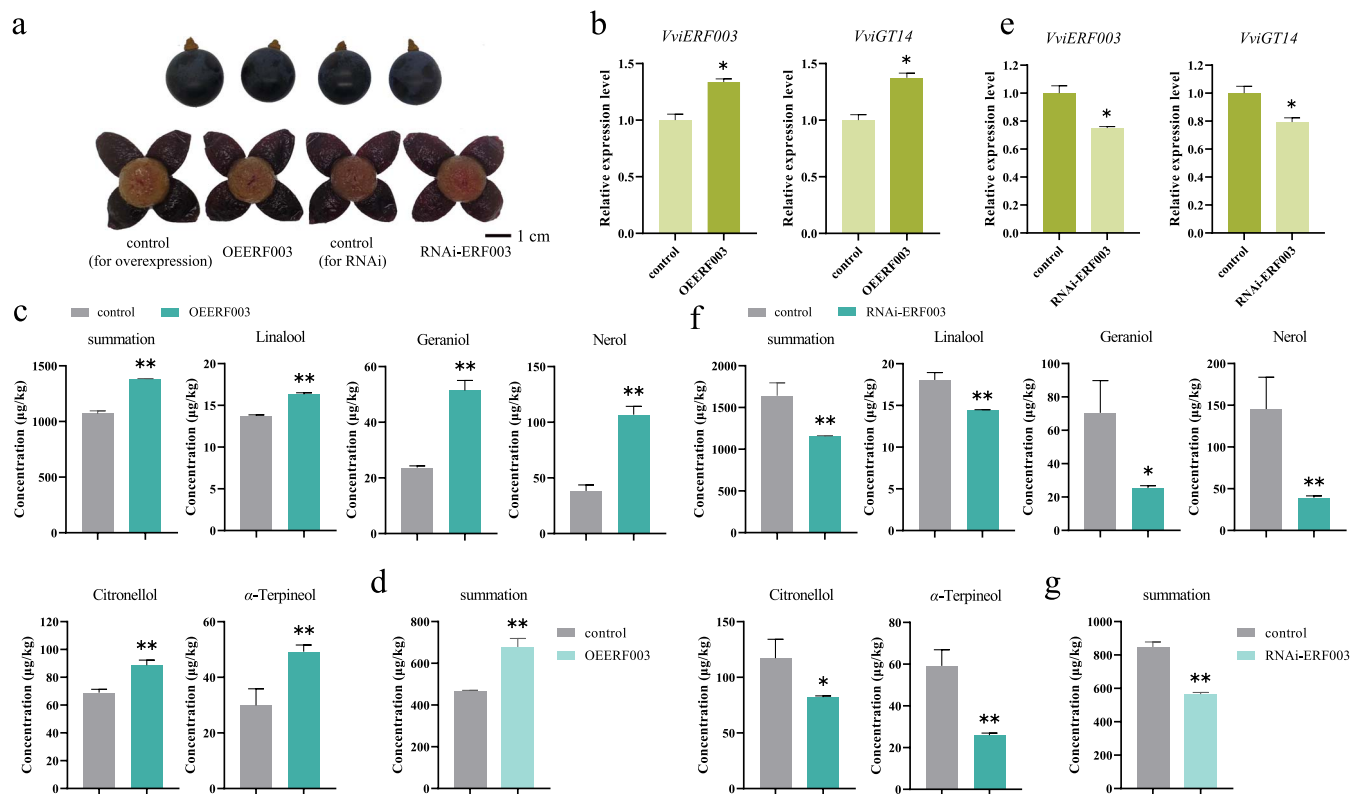 a
control
(for overexpression)
OEERF003
control
(for RNAi)
RNAi-ERF003
1 cm
b
VviERF003
Relative expression level
1.5
1.0
0.5
0.0
*
control
OEERF003
VviGT14
Relative expression level
1.5
1.0
0.5
0.0
*
control
OEERF003
e
VviERF003
Relative expression level
1.2
1.0
0.8
0.6
0.4
0.2
0.0
*
control
RNAi-ERF003
VviGT14
Relative expression level
1.2
1.0
0.8
0.6
0.4
0.2
0.0
*
control
RNAi-ERF003
c
control
OEERF003
summation
Concentration (µg/kg)
1500
1000
500
0
**
Linalool
Concentration (µg/kg)
20
15
10
5
0
**
Geraniol
Concentration (µg/kg)
60
40
20
0
**
Nerol
Concentration (µg/kg)
150
100
50
0
**
Citronellol
Concentration (µg/kg)
120
100
80
60
40
20
0
**
α-Terpineol
Concentration (µg/kg)
60
40
20
0
**
d
summation
control
OEERF003
Concentration (µg/kg)
800
600
400
200
0
**
f
control
RNAi-ERF003
summation
Concentration (µg/kg)
2000
1500
1000
500
0
**
Linalool
Concentration (µg/kg)
20
15
10
5
0
**
Geraniol
Concentration (µg/kg)
100
80
60
40
20
0
*
Nerol
Concentration (µg/kg)
200
150
100
50
0
**
Citronellol
Concentration (µg/kg)
150
100
50
0
*
α-Terpineol
Concentration (µg/kg)
80
60
40
20
0
**
g
summation
control
RNAi-ERF003
Concentration (µg/kg)
1000
800
600
400
200
0
**